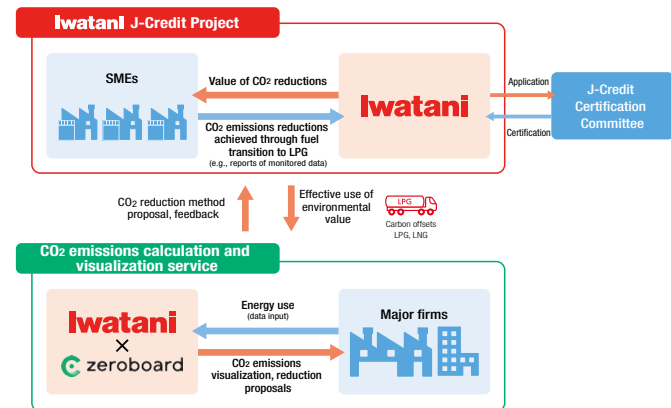 Iwatani J-Credit Project
SMEs
Value of CO2 reductions
CO2 emissions reductions
achieved through fuel
transition to LPG
(e.g., reports of monitored data)
Iwatani
Application
Certification
J-Credit
Certification
Committee
CO2 reduction method
proposal, feedback
Effective use of
environmental
value
LPG
Carbon offsets
LPG, LNG
CO2 emissions calculation and
visualization service
Iwatani
×
zeroboard
Energy use
(data input)
CO2 emissions
visualization, reduction
proposals
Major firms